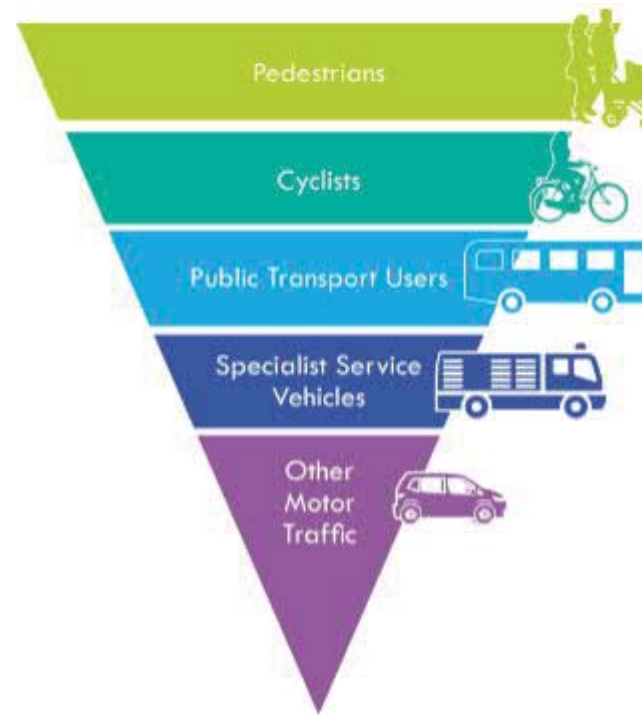 Pedestrians
Cyclists
Public Transport Users
Specialist Service
Vehicles
Other
Motor
Traffic